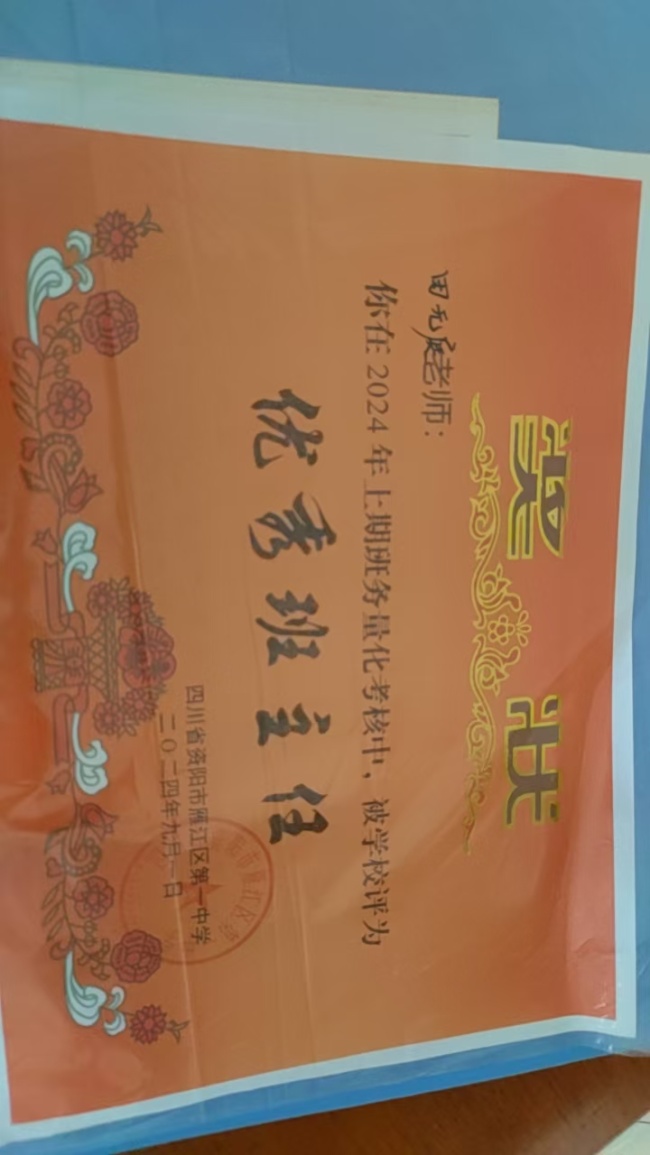 奖状
田元庭老师：
你在2024年上期班务量化考核中，被学校评为
优秀班主任
四川省资阳市雁江区第一中学
二〇二四年九月一日